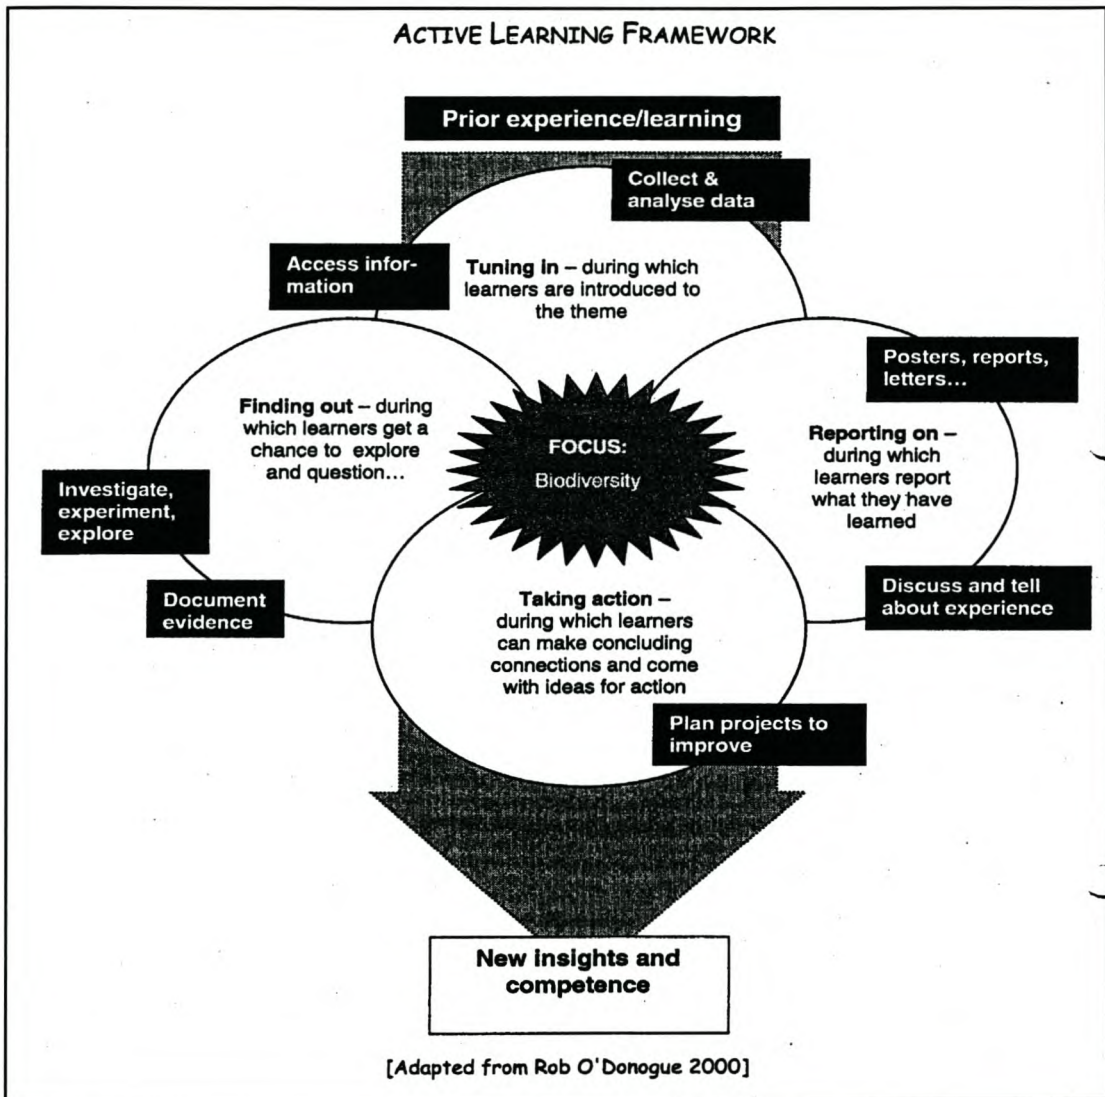 ACTIVE LEARNING FRAMEWORK
Prior experience/learning
Collect &
analyse data
Access infor-
mation
Tuning in – during which
learners are introduced to
the theme
Posters, reports,
letters...
Finding out – during
which learners get a
chance to explore
and question...
FOCUS:
Biodiversity
Reporting on –
during which
learners report
what they have
learned
Investigate,
experiment,
explore
Document
evidence
Discuss and tell
about experience
Taking action –
during which learners
can make concluding
connections and come
with ideas for action
Plan projects to
improve
New insights and
competence
[Adapted from Rob O'Donogue 2000]